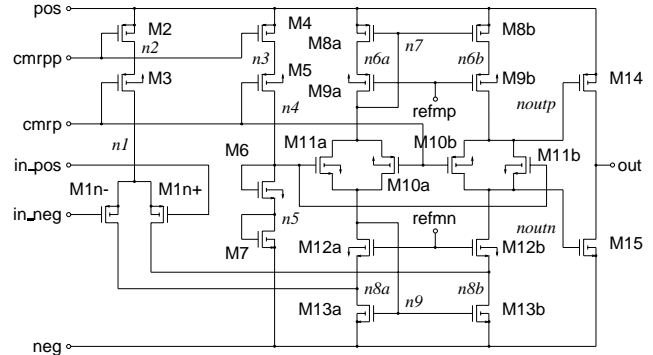 pos
M2
M4
M8a
n7
M8b
n2
n3
n6a
n6b
cmrpp
M3
M5
M9a
M9b
M14
n4
refmp
noutp
cmrp
n1
M11a
M10b
M6
M11b
in_pos
out
M1n-
M1n+
M10a
in_neg
n5
refmn
noutn
M7
M12a
M12b
M15
n8a
n9
n8b
M13a
M13b
neg